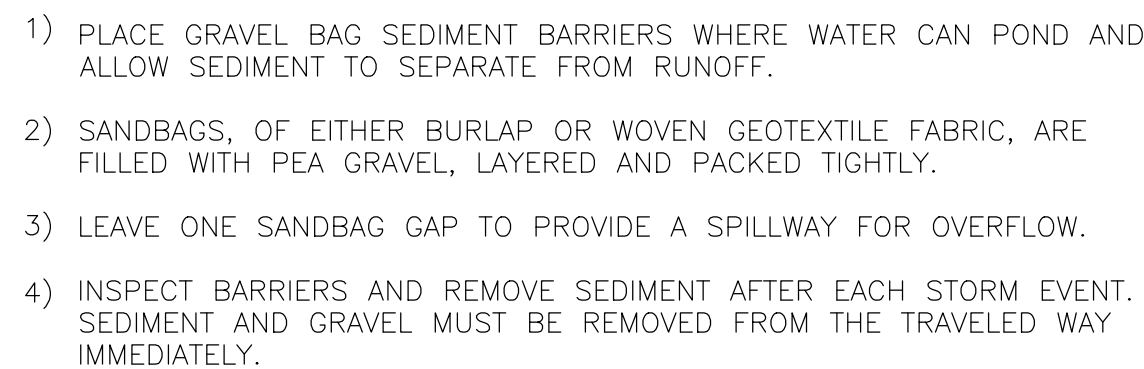 1) PLACE GRAVEL BAG SEDIMENT BARRIERS WHERE WATER CAN POND AND
ALLOW SEDIMENT TO SEPARATE FROM RUNOFF.
2) SANDBAGS, OF EITHER BURLAP OR WOVEN GEOTEXTILE FABRIC, ARE
FILLED WITH PEA GRAVEL, LAYERED AND PACKED TIGHTLY.
3) LEAVE ONE SANDBAG GAP TO PROVIDE A SPILLWAY FOR OVERFLOW.
4) INSPECT BARRIERS AND REMOVE SEDIMENT AFTER EACH STORM EVENT.
SEDIMENT AND GRAVEL MUST BE REMOVED FROM THE TRAVELED WAY
IMMEDIATELY.